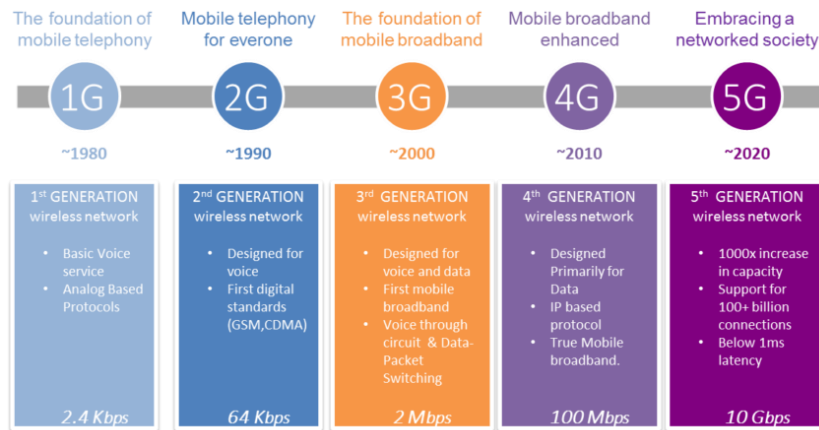 The foundation of
mobile telephony
Mobile telephony
for everone
The foundation of
mobile broadband
Mobile broadband
enhanced
Embracing a
networked society
1G
2G
3G
4G
5G
~1980
~1990
~2000
~2010
~2020
1st GENERATION
wireless network
• Basic Voice
service
• Analog Based
Protocols
2.4 Kbps
2nd GENERATION
wireless network
• Designed for
voice
• First digital
standards
(GSM,CDMA)
64 Kbps
3rd GENERATION
wireless network
• Designed for
voice and data
• First mobile
broadband
• Voice through
circuit & Data-
Packet
Switching
2 Mbps
4th GENERATION
wireless network
• Designed
Primarily for
Data
• IP based
protocol
• True Mobile
broadband.
100 Mbps
5th GENERATION
wireless network
• 1000x increase
in capacity
• Support for
100+ billion
connections
• Below 1ms
latency
10 Gbps